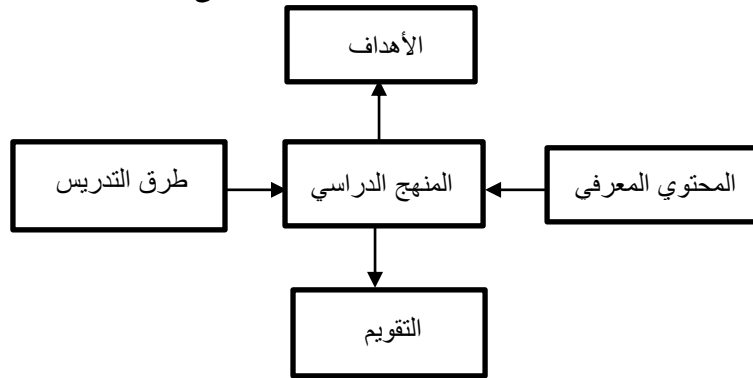 الأهداف
المحتوي المعرفي
المنهج الدراسي
طرق التدريس
التقويم